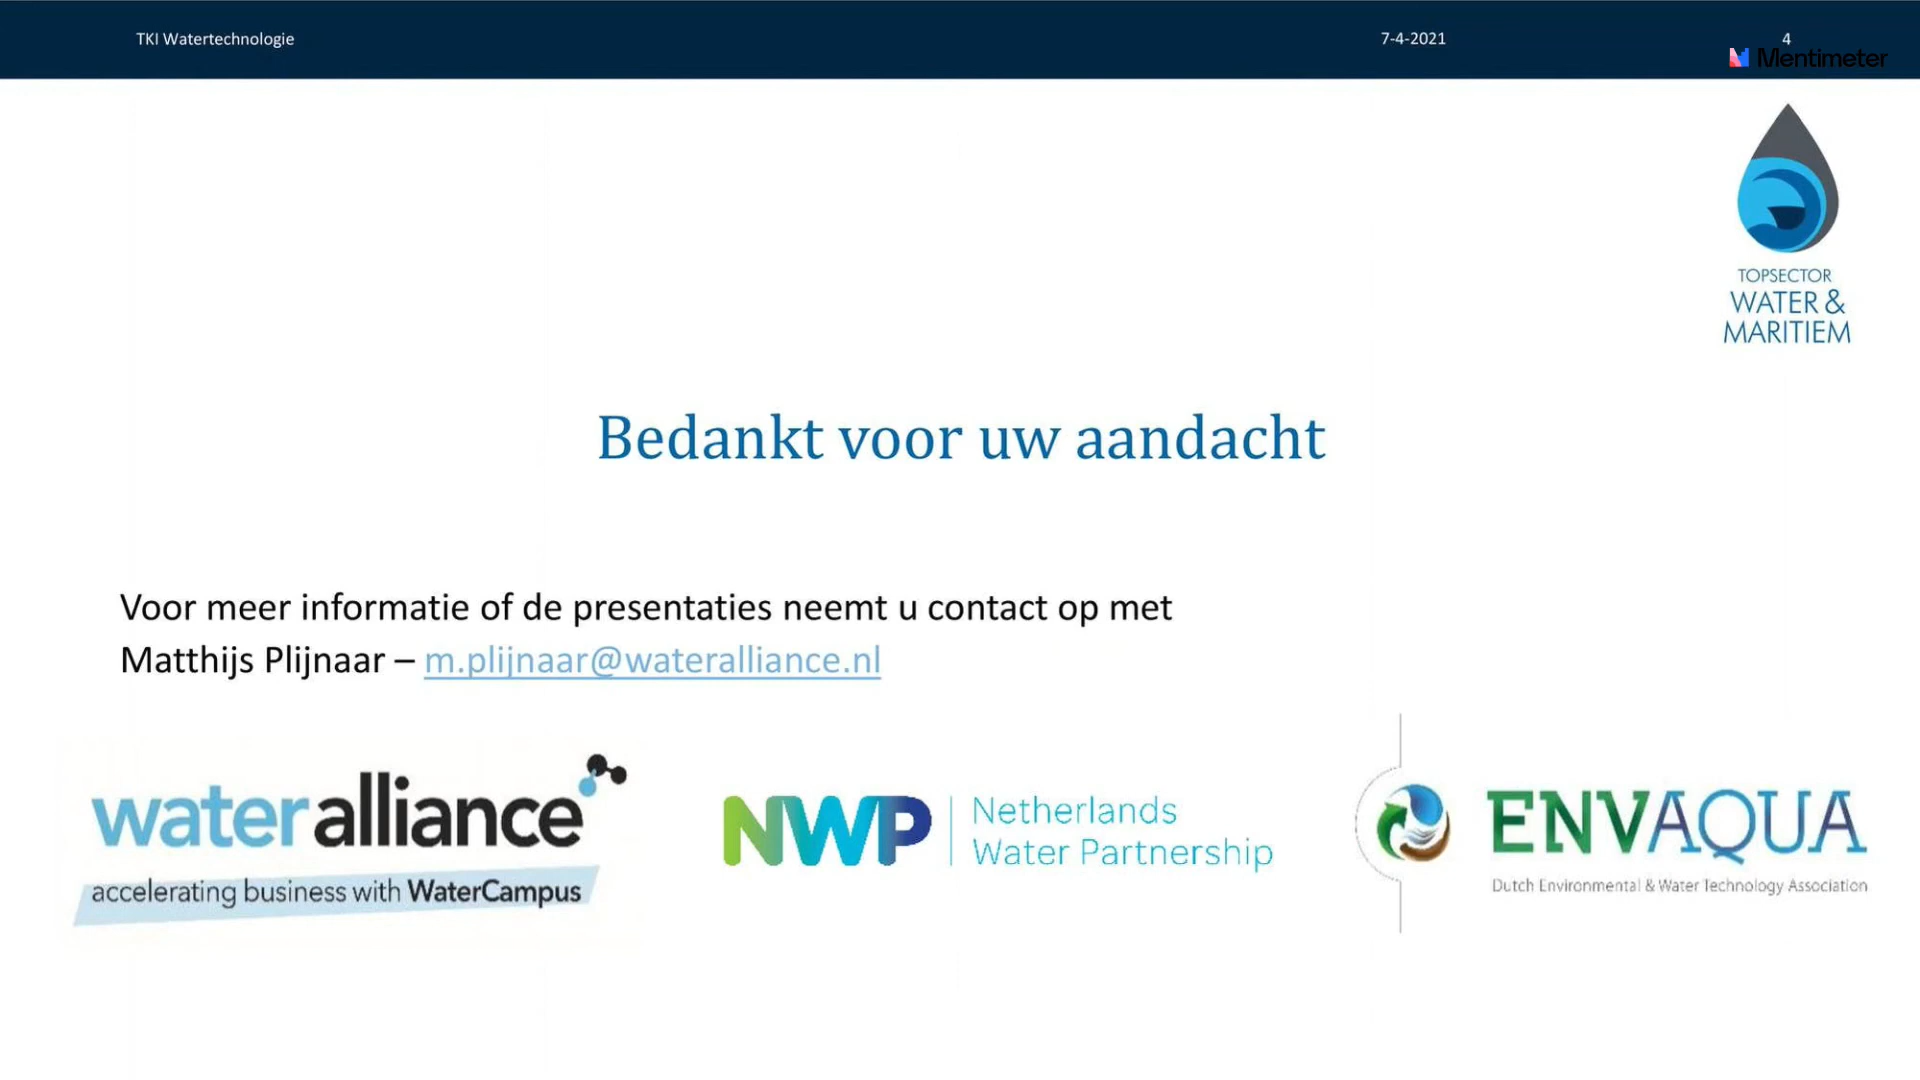 TKI Watertechnologie
7-4-2021
4
Mentimeter
TOPSECTOR
WATER &
MARITIEM
Bedankt voor uw aandacht
Voor meer informatie of de presentaties neemt u contact op met
Matthijs Plijnaar – m.plijnaar@wateralliance.nl
wateralliance
accelerating business with WaterCampus
NWP
Netherlands
Water Partnership
ENVAQUA
Dutch Environmental & Water Technology Association